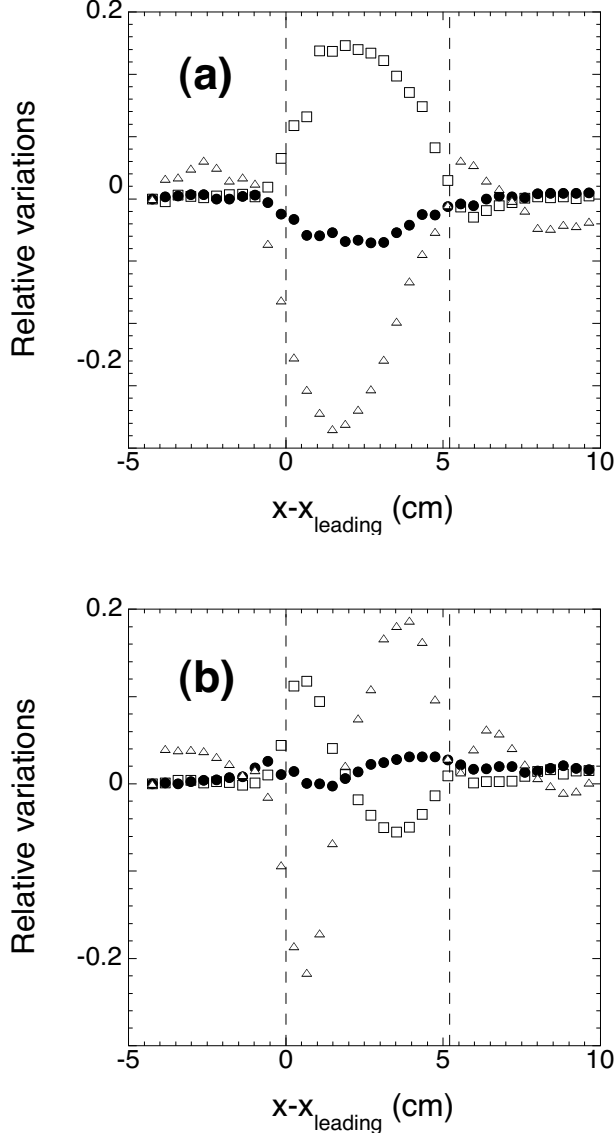 0.2
(a)
0
Relative variations
-0.2
-5
0
5
10
x-x_leading (cm)
0.2
(b)
0
Relative variations
-0.2
-5
0
5
10
x-x_leading (cm)